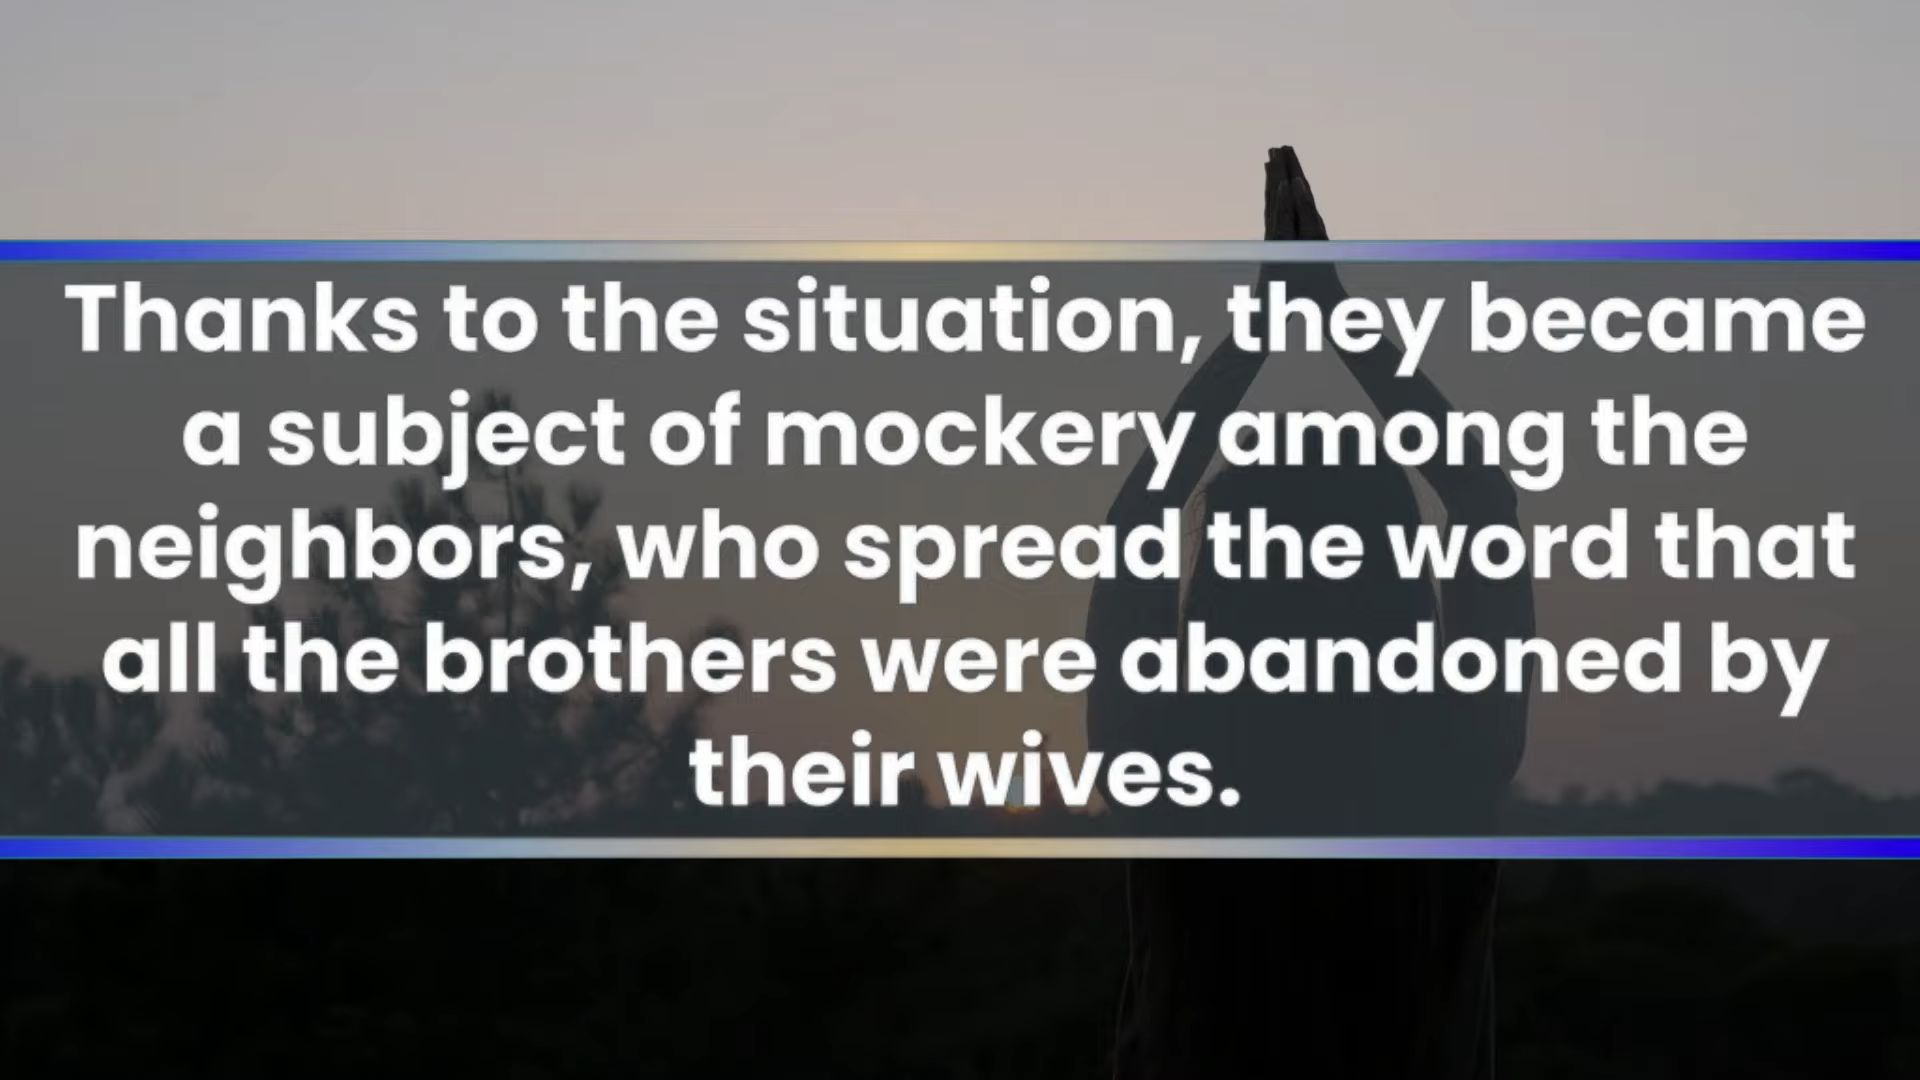 Thanks to the situation, they became
a subject of mockery among the
neighbors, who spread the word that
all the brothers were abandoned by
their wives.